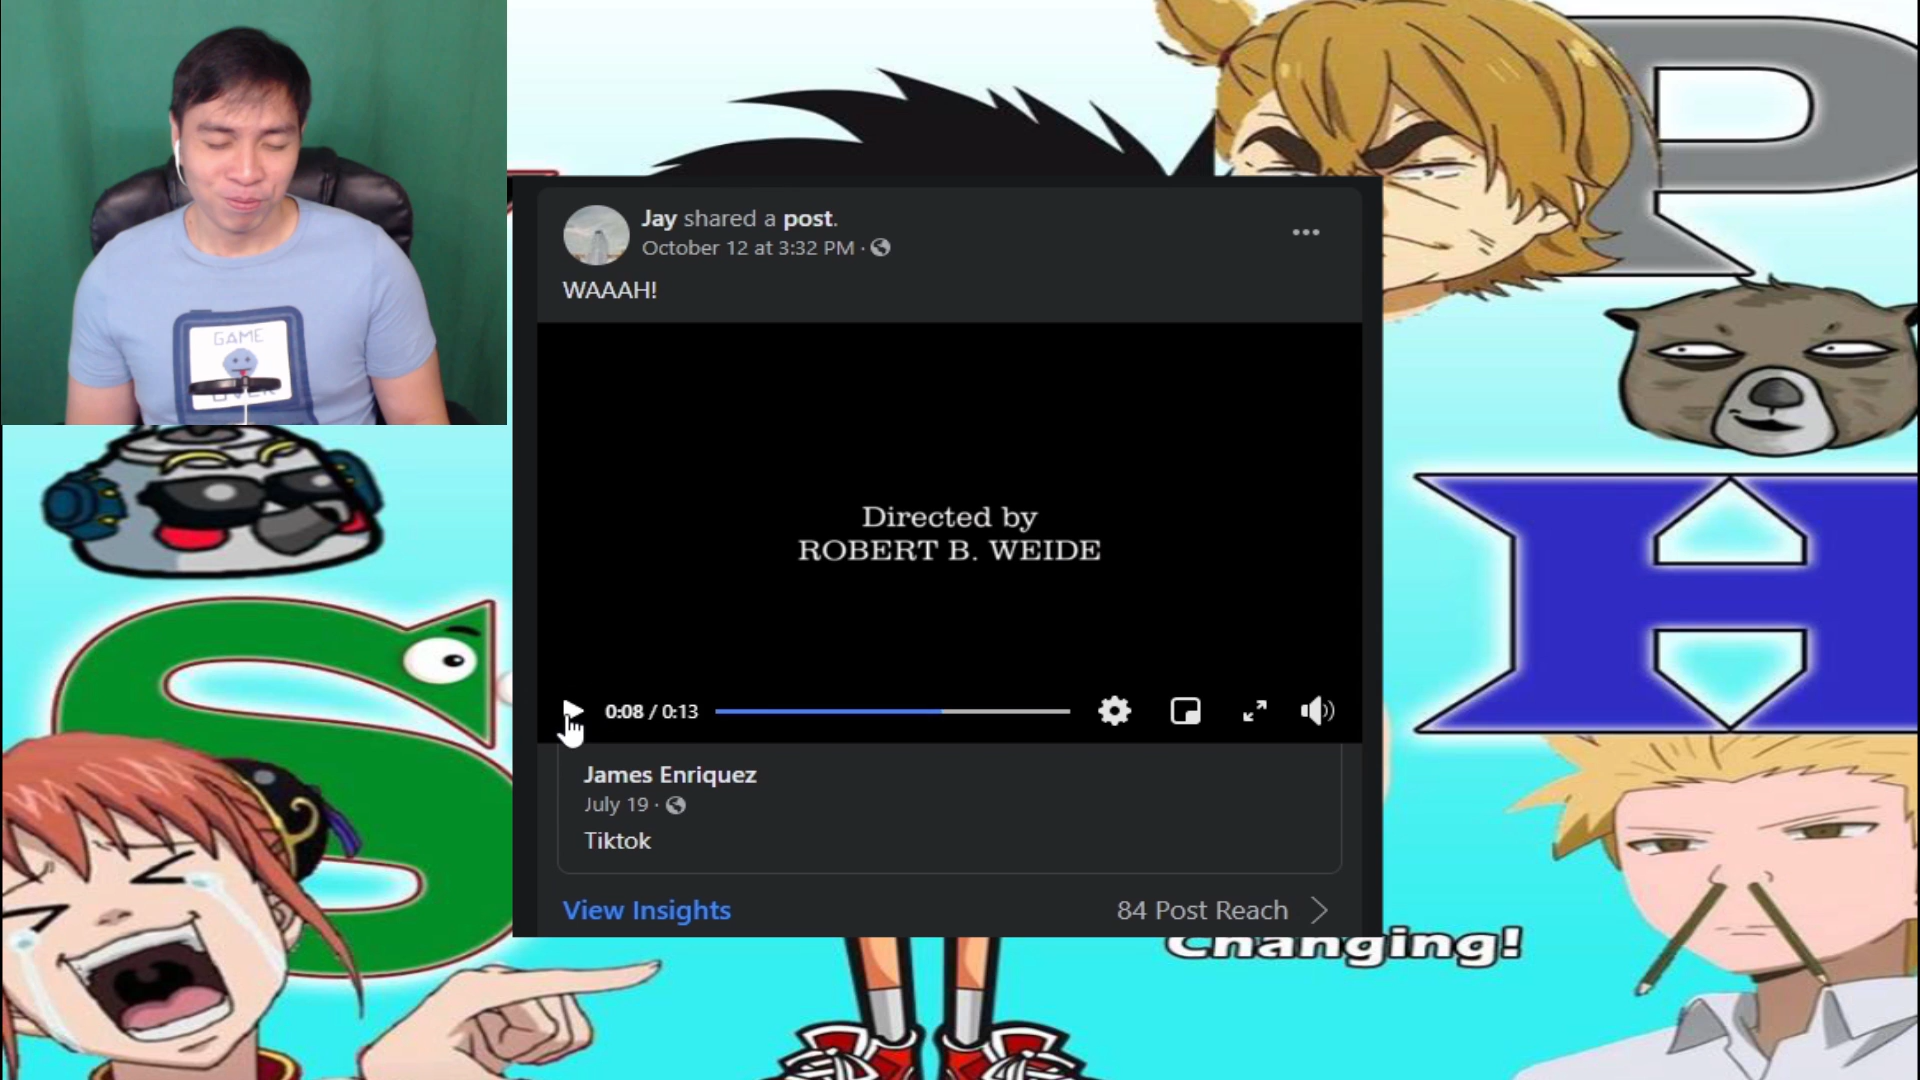 GAME
OVER
P
Jay shared a post.
October 12 at 3:32 PM ·
WAAAH!
Directed by
ROBERT B. WEIDE
0:08 / 0:13
James Enriquez
July 19 ·
Tiktok
View Insights
84 Post Reach
H
S
Changing!